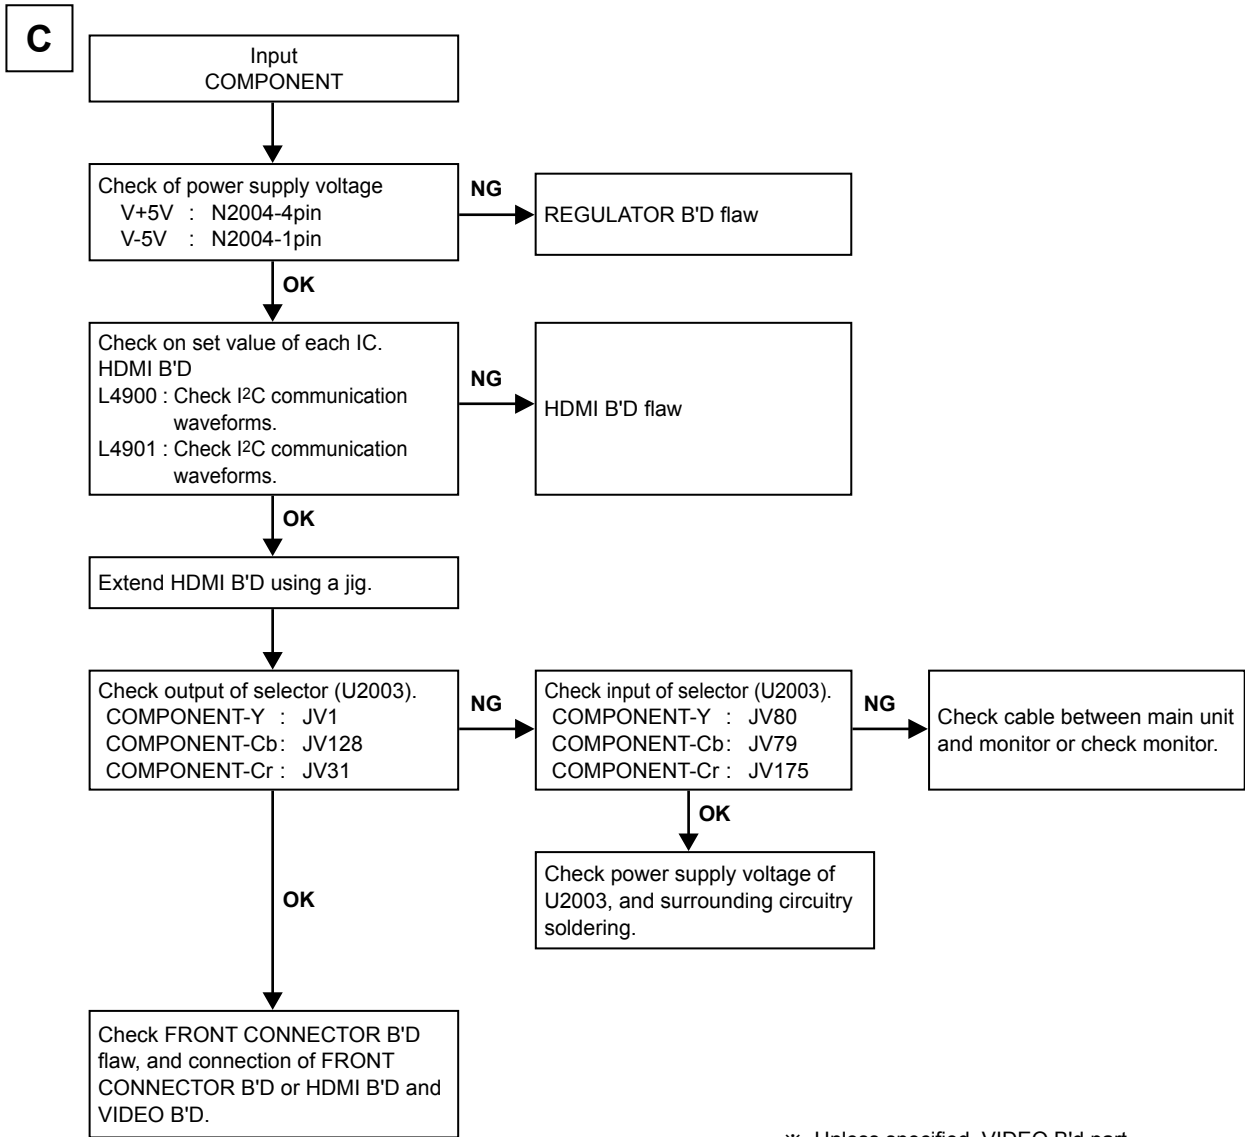 C
Input
COMPONENT
Check of power supply voltage
V+5V : N2004-4pin
V-5V : N2004-1pin
NG
REGULATOR B'D flaw
OK
Check on set value of each IC.
HDMI B'D
L4900 : Check I2C communication
waveforms.
L4901 : Check I2C communication
waveforms.
NG
HDMI B'D flaw
OK
Extend HDMI B'D using a jig.
Check output of selector (U2003).
COMPONENT-Y : JV1
COMPONENT-Cb : JV128
COMPONENT-Cr : JV31
NG
Check input of selector (U2003).
COMPONENT-Y : JV80
COMPONENT-Cb : JV79
COMPONENT-Cr : JV175
NG
Check cable between main unit
and monitor or check monitor.
OK
Check power supply voltage of
U2003, and surrounding circuitry
soldering.
OK
Check FRONT CONNECTOR B'D
flaw, and connection of FRONT
CONNECTOR B'D or HDMI B'D and
VIDEO B'D.
Unless specified, VIDEO B'd part